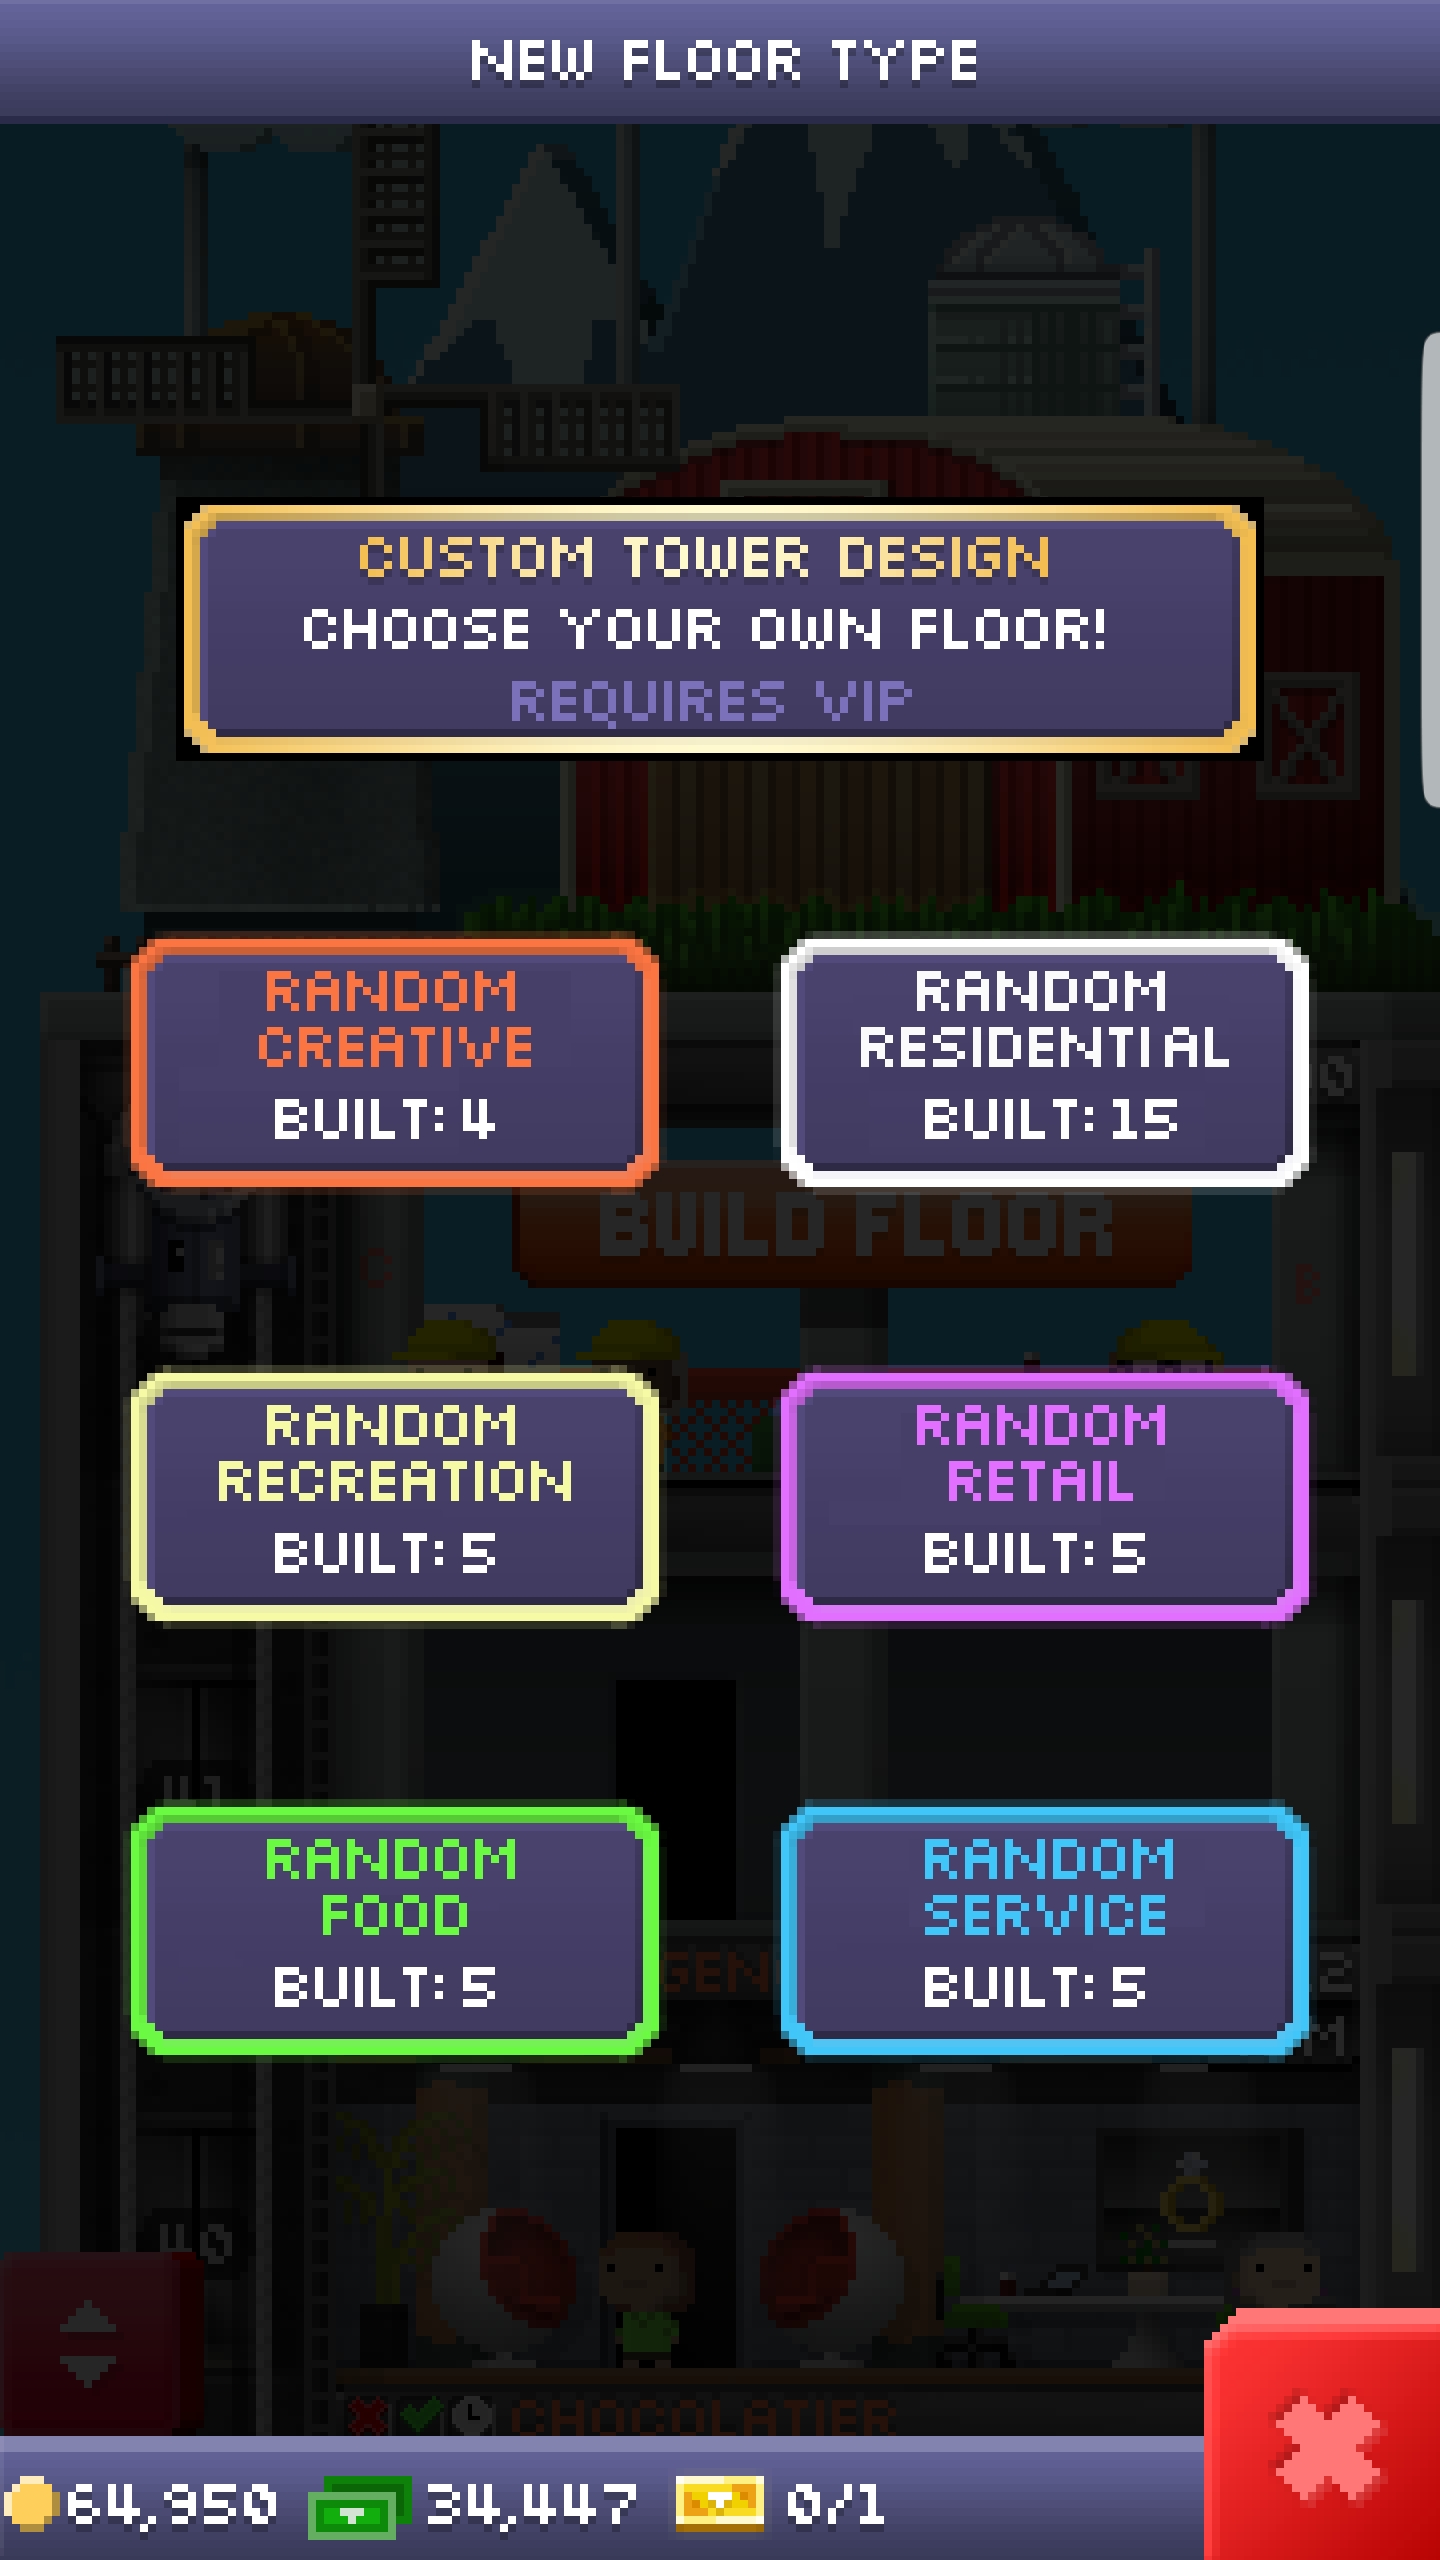 NEW FLOOR TYPE
CUSTOM TOWER DESIGN
CHOOSE YOUR OWN FLOOR!
REQUIRES VIP
RANDOM
CREATIVE
BUILT: 4
RANDOM
RESIDENTIAL
BUILT: 15
BUILD FLOOR
RANDOM
RECREATION
BUILT: 5
RANDOM
RETAIL
BUILT: 5
41
RANDOM
FOOD
BUILT: 5
RANDOM
SERVICE
BUILT: 5
40
CHOCOLATIER
64,950
34,447
0/1